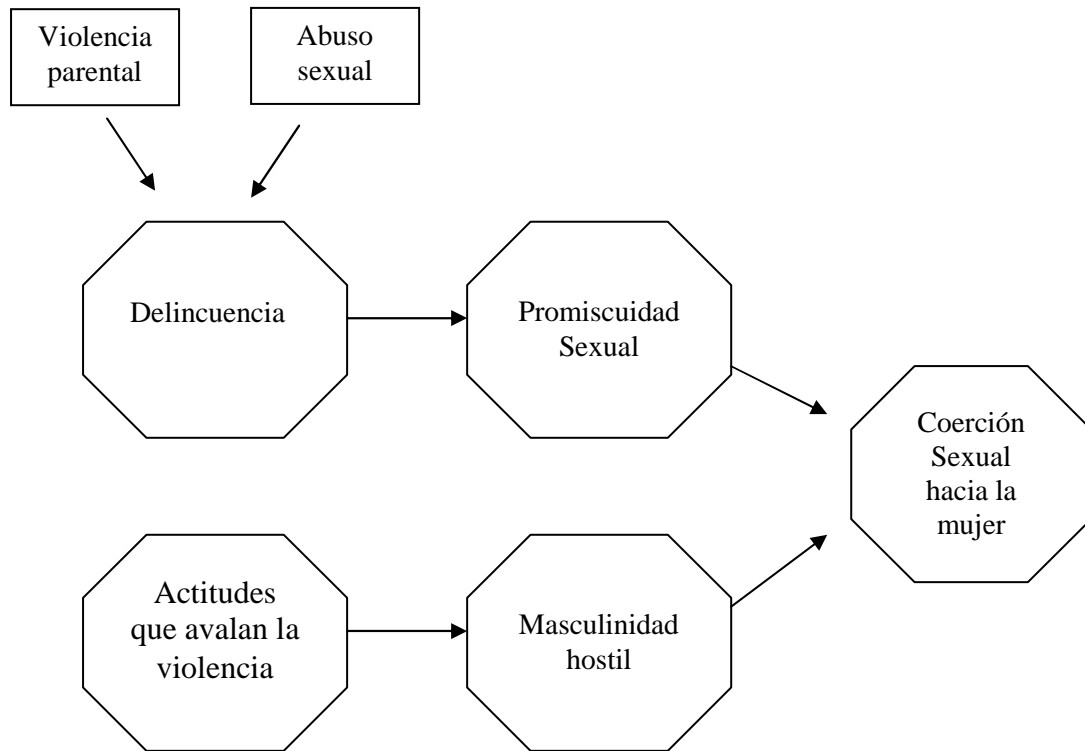 Violencia
parental
Abuso
sexual
Delincuencia
Promiscuidad
Sexual
Coerción
Sexual
hacia la
mujer
Actitudes
que avalan la
violencia
Masculinidad
hostil